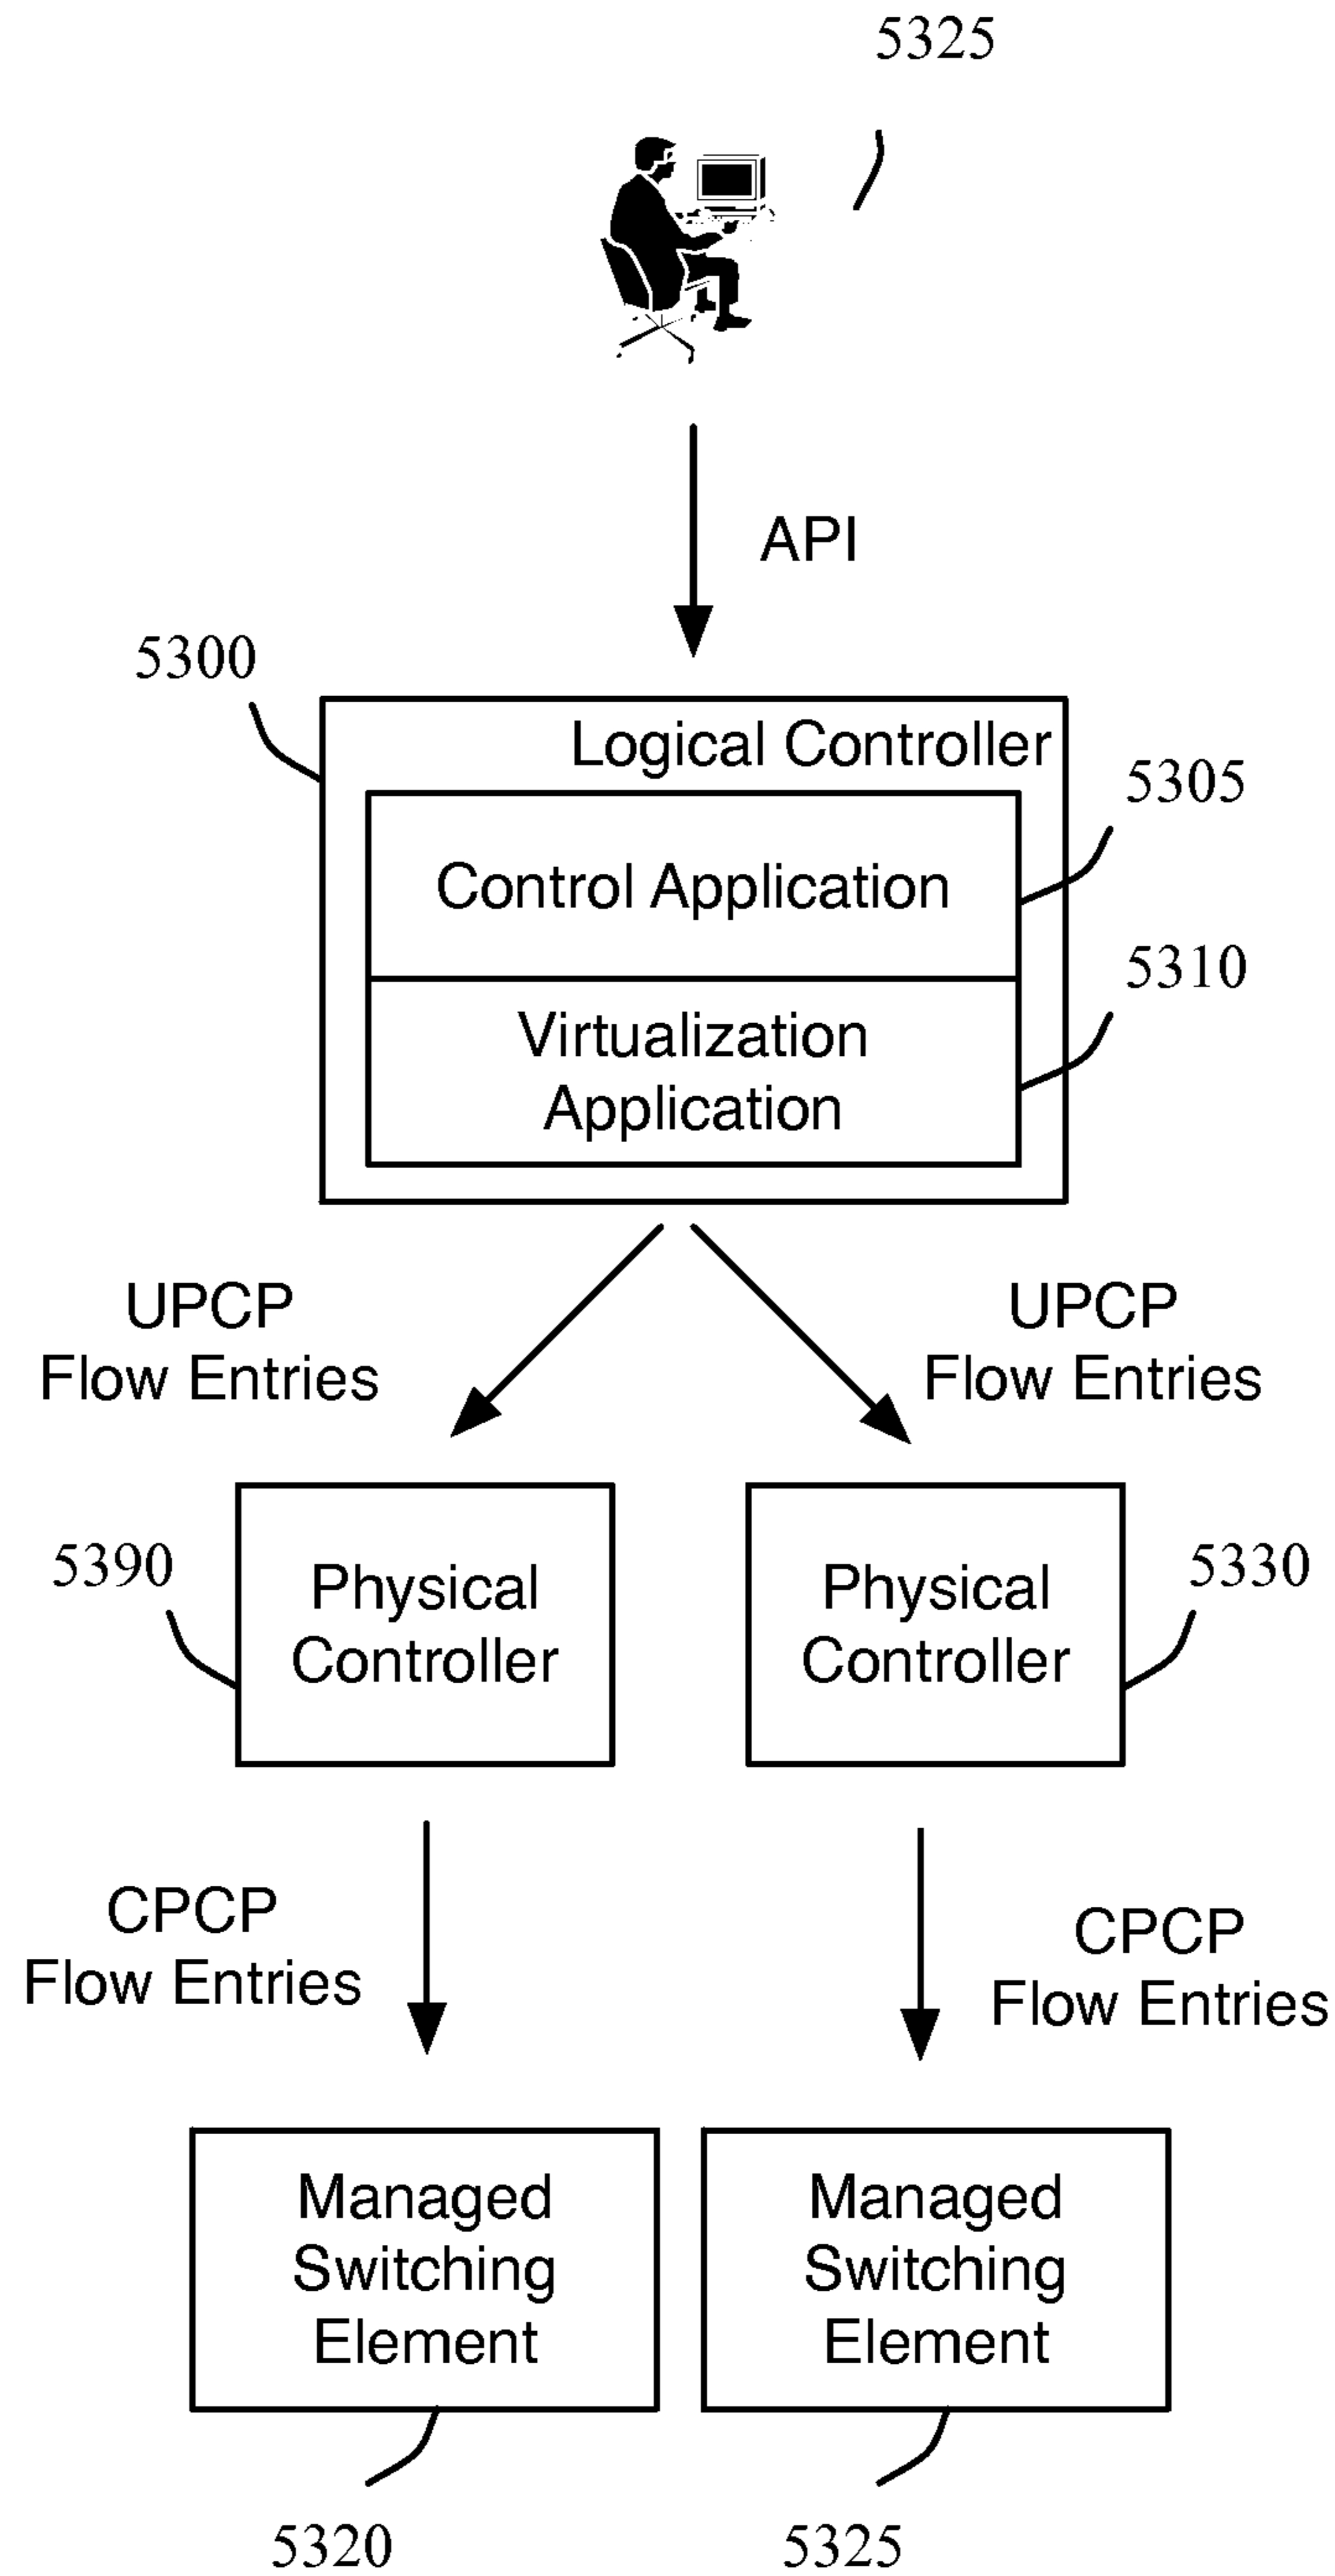 5325
API
5300
Logical Controller
5305
Control Application
5310
Virtualization
Application
UPCP
Flow Entries
UPCP
Flow Entries
5390
Physical
Controller
Physical
Controller
5330
CPCP
Flow Entries
CPCP
Flow Entries
Managed
Switching
Element
Managed
Switching
Element
5320
5325